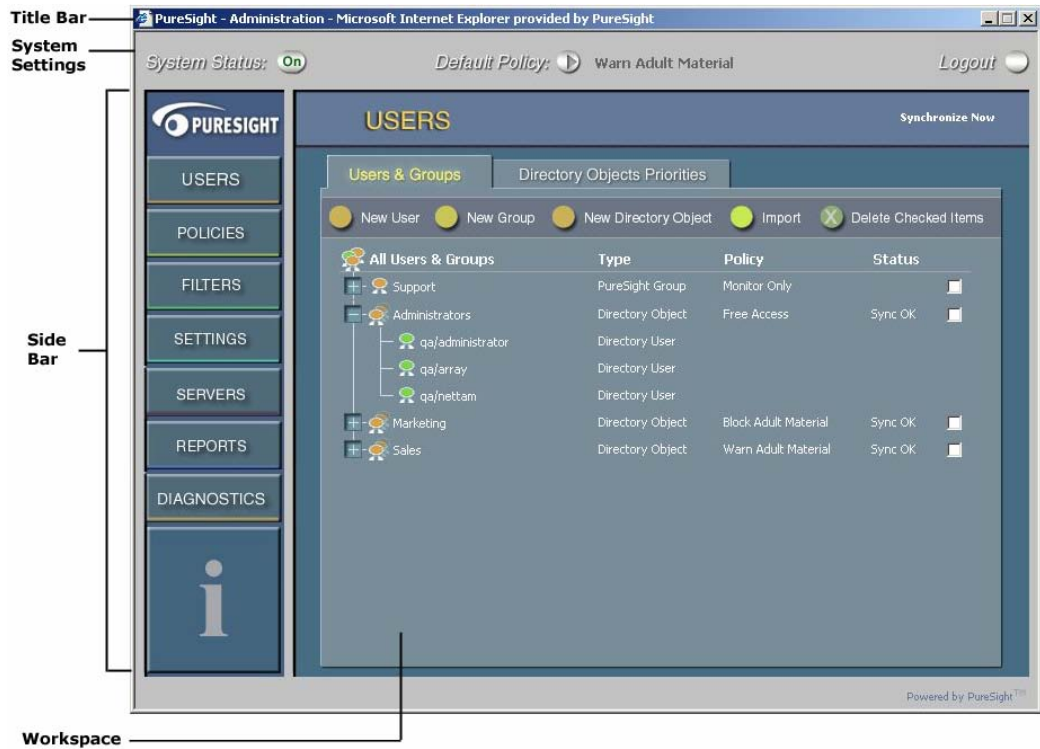 Title Bar
PureSight - Administration - Microsoft Internet Explorer provided by PureSight
System Settings
System Status: On
Default Policy: Warn Adult Material
Logout
Side Bar
PURESIGHT
USERS
POLICIES
FILTERS
SETTINGS
SERVERS
REPORTS
DIAGNOSTICS
i
USERS
Synchronize Now
Users & Groups
Directory Objects Priorities
New User
New Group
New Directory Object
Import
X Delete Checked Items
All Users & Groups Type Policy Status
Support PureSight Group Monitor Only
Administrators Directory Object Free Access Sync OK
qa/administrator Directory User
qa/array Directory User
qa/nettam Directory User
Marketing Directory Object Block Adult Material Sync OK
Sales Directory Object Warn Adult Material Sync OK
Powered by PureSight™
Workspace